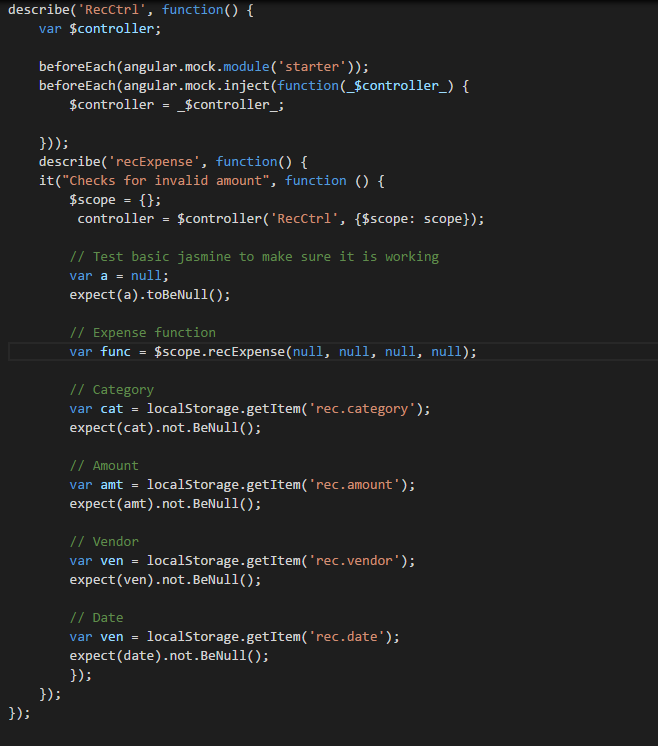 describe('RecCtrl', function() {
    var $controller;

    beforeEach(angular.mock.module('starter'));
    beforeEach(angular.mock.inject(function(_$controller_) {
        $controller = _$controller_;

    }));
    describe('recExpense', function() {
    it("Checks for invalid amount", function () {
        $scope = {};
         controller = $controller('RecCtrl', {$scope: scope});

        // Test basic jasmine to make sure it is working
        var a = null;
        expect(a).toBeNull();

        // Expense function
        var func = $scope.recExpense(null, null, null, null);

        // Category
        var cat = localStorage.getItem('rec.category');
        expect(cat).not.BeNull();

        // Amount
        var amt = localStorage.getItem('rec.amount');
        expect(amt).not.BeNull();

        // Vendor
        var ven = localStorage.getItem('rec.vendor');
        expect(ven).not.BeNull();

        // Date
        var ven = localStorage.getItem('rec.date');
        expect(date).not.BeNull();
        });
    });
});